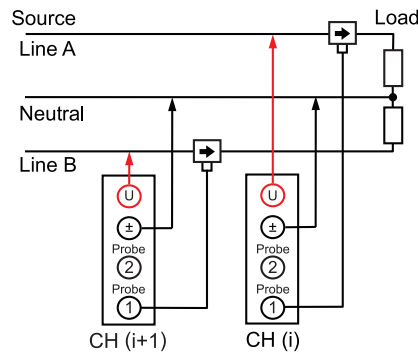 Source
Load
Line A
Neutral
Line B
U
U
±
±
Probe
Probe
2
2
Probe
Probe
1
1
CH (i+1)
CH (i)